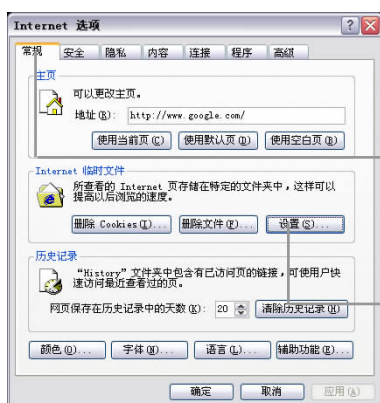 Internet 选项
常规 安全 隐私 内容 连接 程序 高级
主页
可以更改主页。
地址(R): http://www.google.com/
使用当前页(C) 使用默认页(D) 使用空白页(B)
Internet 临时文件
所查看的 Internet 页存储在特定的文件夹中，这样可以
提高以后浏览的速度。
删除 Cookies(I)... 删除文件(F)... 设置(S)...
历史记录
“History”文件夹中包含有已访问页的链接，可使用户快
速访问最近查看过的页。
网页保存在历史记录中的天数(K): 20 清除历史记录(H)
颜色(O)... 字体(N)... 语言(L)... 辅助功能(E)...
确定 取消 应用(A)